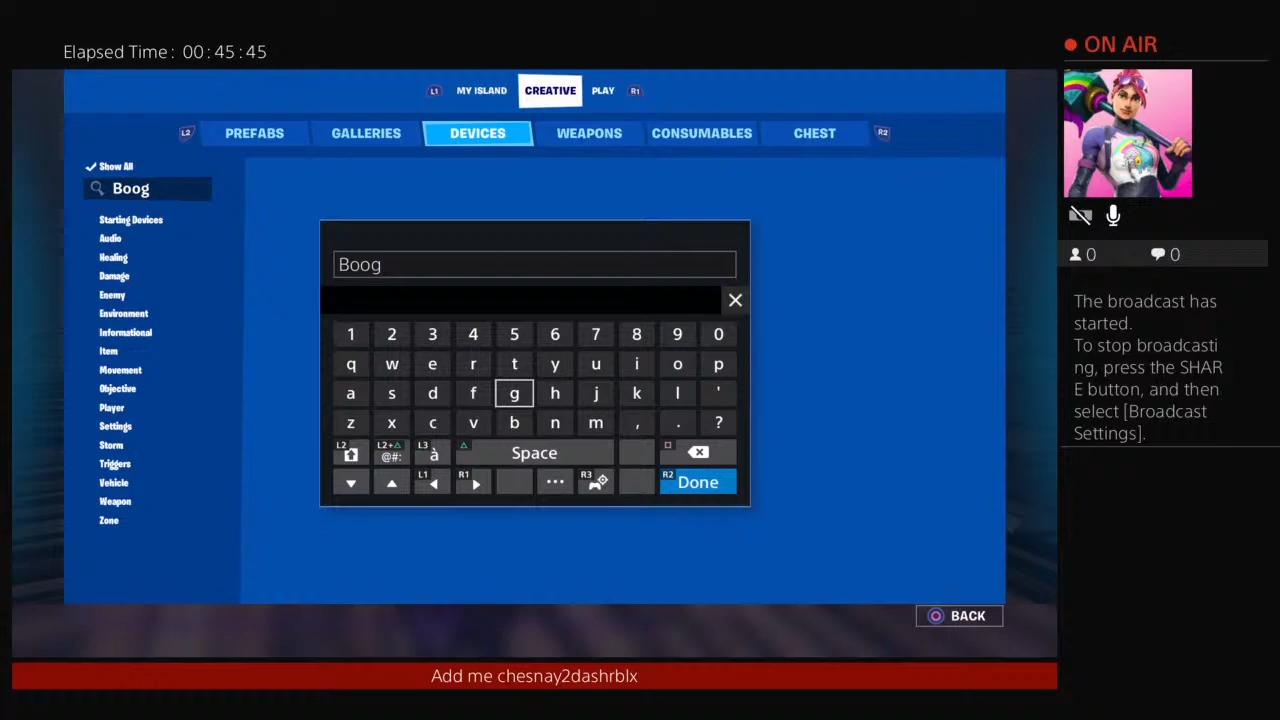 Elapsed Time: 00:45:45
ON AIR
L1 MY ISLAND CREATIVE PLAY R1
L2 PREFABS GALLERIES DEVICES WEAPONS CONSUMABLES CHEST R2
Show All
Boog
Starting Devices
Audio
Healing
Damage
Enemy
Environment
Informational
Item
Movement
Objective
Player
Settings
Storm
Triggers
Vehicle
Weapon
Zone
Boog
1 2 3 4 5 6 7 8 9 0
q w e r t y u i o p
a s d f g h j k l '
z x c v b n m , . ?
L2 L2+△ @#: L3 à △ Space □
L1 R1 ... R3 R2 Done
BACK
0 0
The broadcast has
started.
To stop broadcasti
ng, press the SHAR
E button, and then
select [Broadcast
Settings].
Add me chesnay2dashrblx